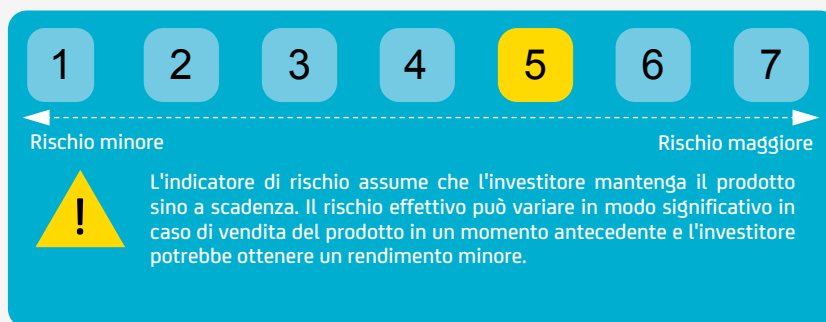 1 2 3 4 5 6 7
Rischio minore Rischio maggiore
!
L'indicatore di rischio assume che l'investitore mantenga il prodotto
sino a scadenza. Il rischio effettivo può variare in modo significativo in
caso di vendita del prodotto in un momento antecedente e l'investitore
potrebbe ottenere un rendimento minore.